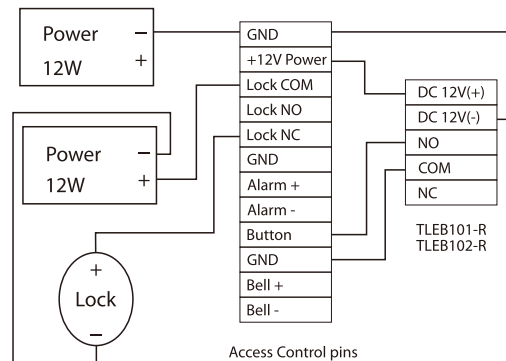 Power –
12W +
Power –
12W +
+
Lock
–
GND
+12V Power
Lock COM
Lock NO
Lock NC
GND
Alarm +
Alarm -
Button
GND
Bell +
Bell -
Access Control pins
DC 12V(+)
DC 12V(-)
NO
COM
NC
TLEB101-R
TLEB102-R